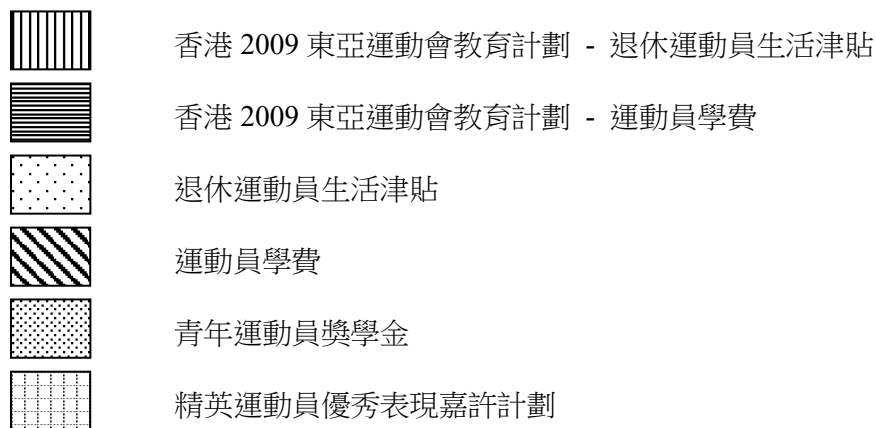 香港 2009 東亞運動會教育計劃 - 退休運動員生活津貼
香港 2009 東亞運動會教育計劃 - 運動員學費
退休運動員生活津貼
運動員學費
青年運動員獎學金
精英運動員優秀表現嘉許計劃